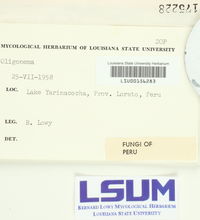 175228
20P
MYCOLOGICAL HERBARIUM OF LOUISIANA STATE UNIVERSITY
Oligonema
Louisiana State University Herbarium
LSU00156283
25-VII-1958
LOC. Lake Yarinacocha, Prov. Loreto, Peru
LEG. B. Lowy
DET.
FUNGI OF
PERU
LSUM
BERNARD LOWY MYCOLOGICAL HERBARIUM
LOUISIANA STATE UNIVERSITY